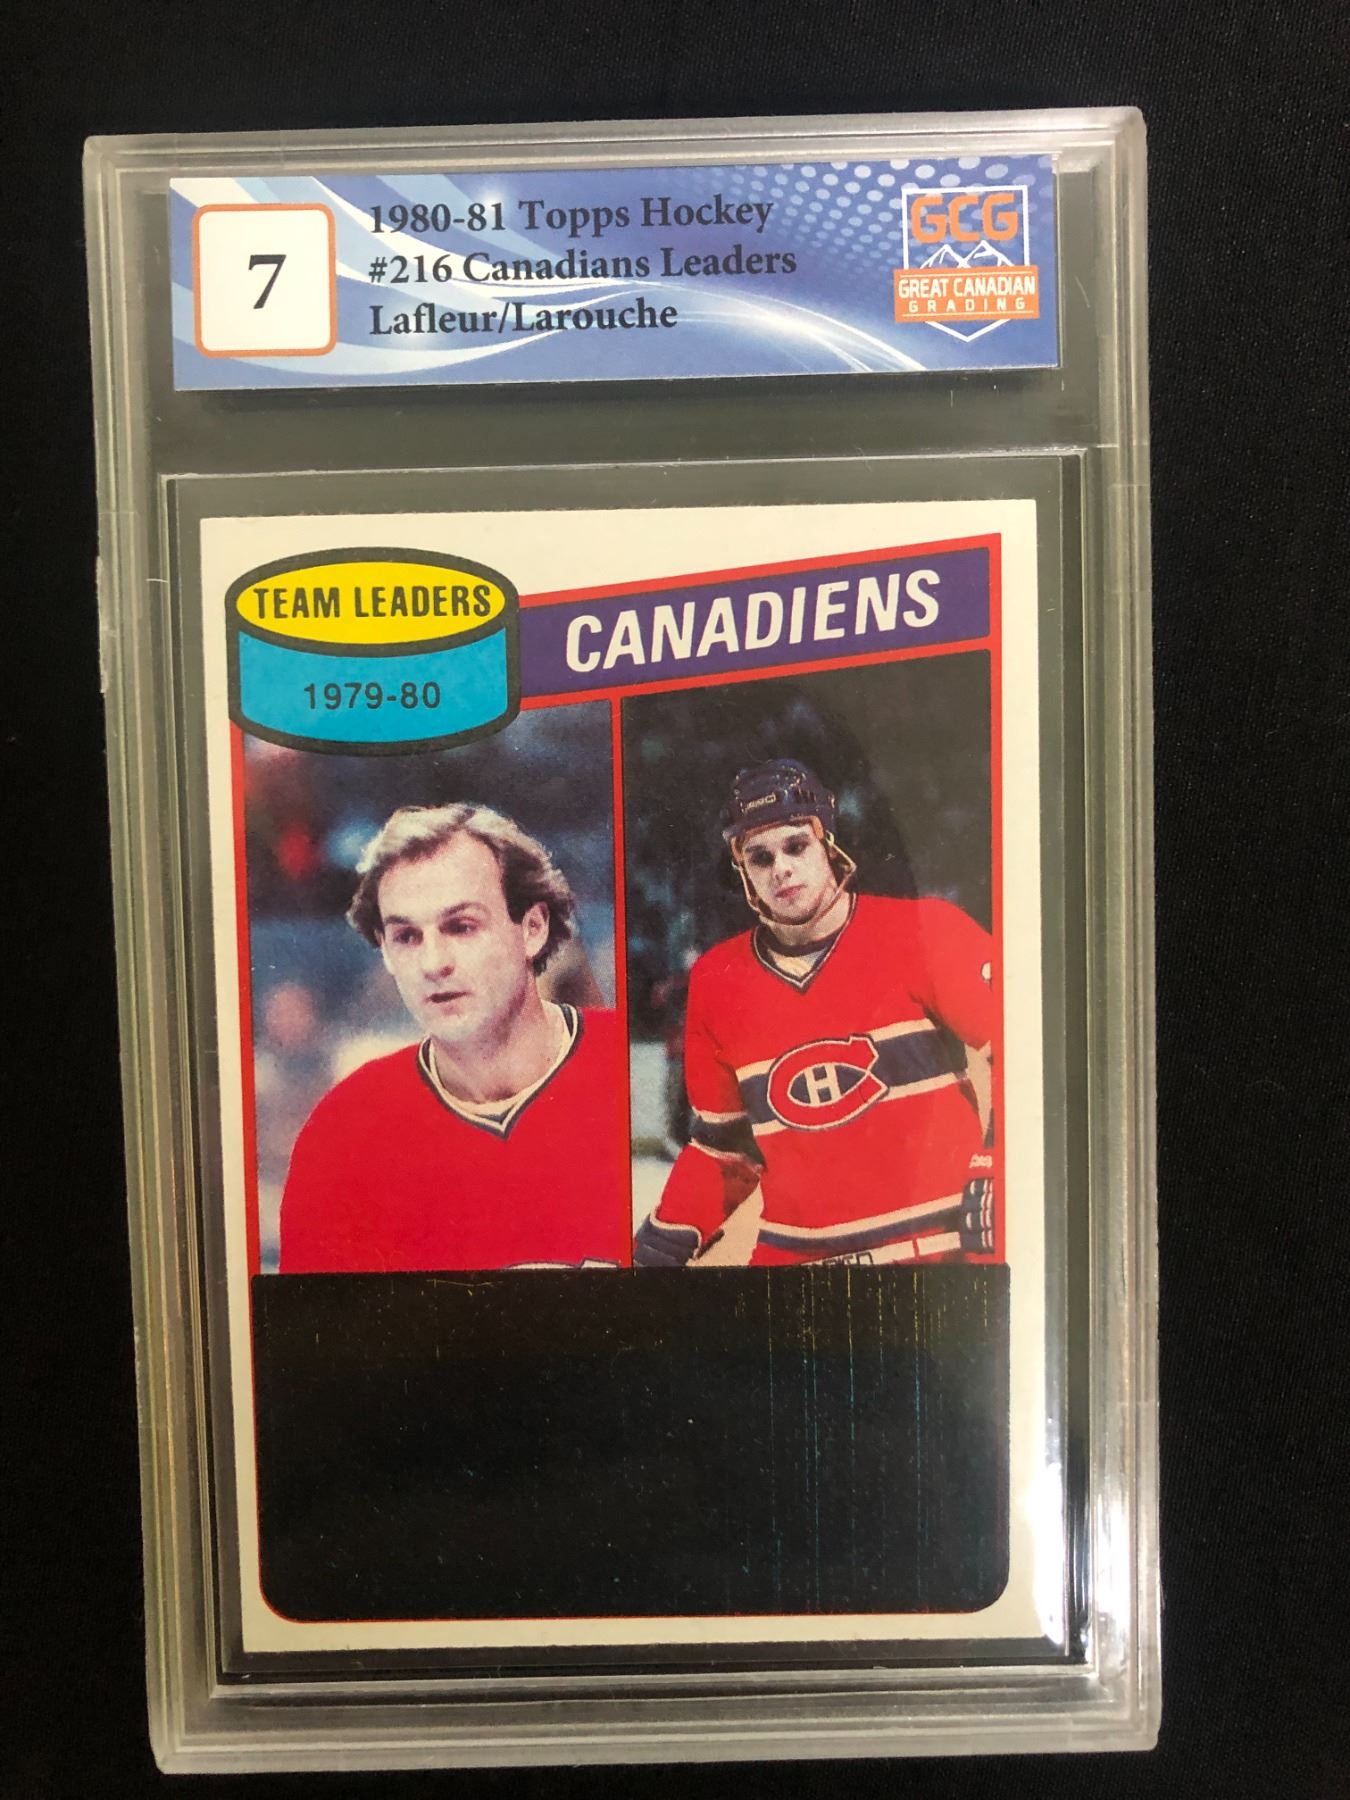 7
1980-81 Topps Hockey
#216 Canadians Leaders
Lafleur/Larouche
GCG
GREAT CANADIAN
GRADING
TEAM LEADERS
1979-80
CANADIENS
CH